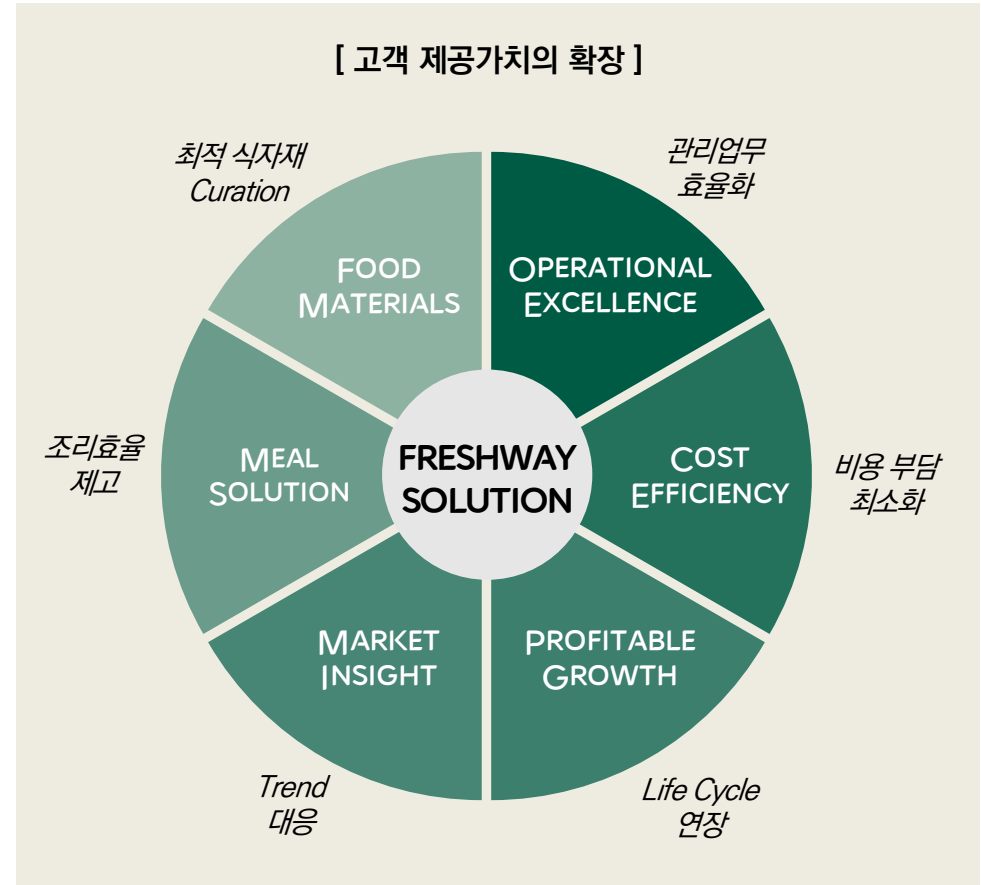 [ 고객 제공가치의 확장 ]
최적 식자재
Curation
관리업무
효율화
FOOD
MATERIALS
OPERATIONAL
EXCELLENCE
조리효율
제고
MEAL
SOLUTION
FRESHWAY
SOLUTION
COST
EFFICIENCY
비용 부담
최소화
MARKET
INSIGHT
PROFITABLE
GROWTH
Trend
대응
Life Cycle
연장